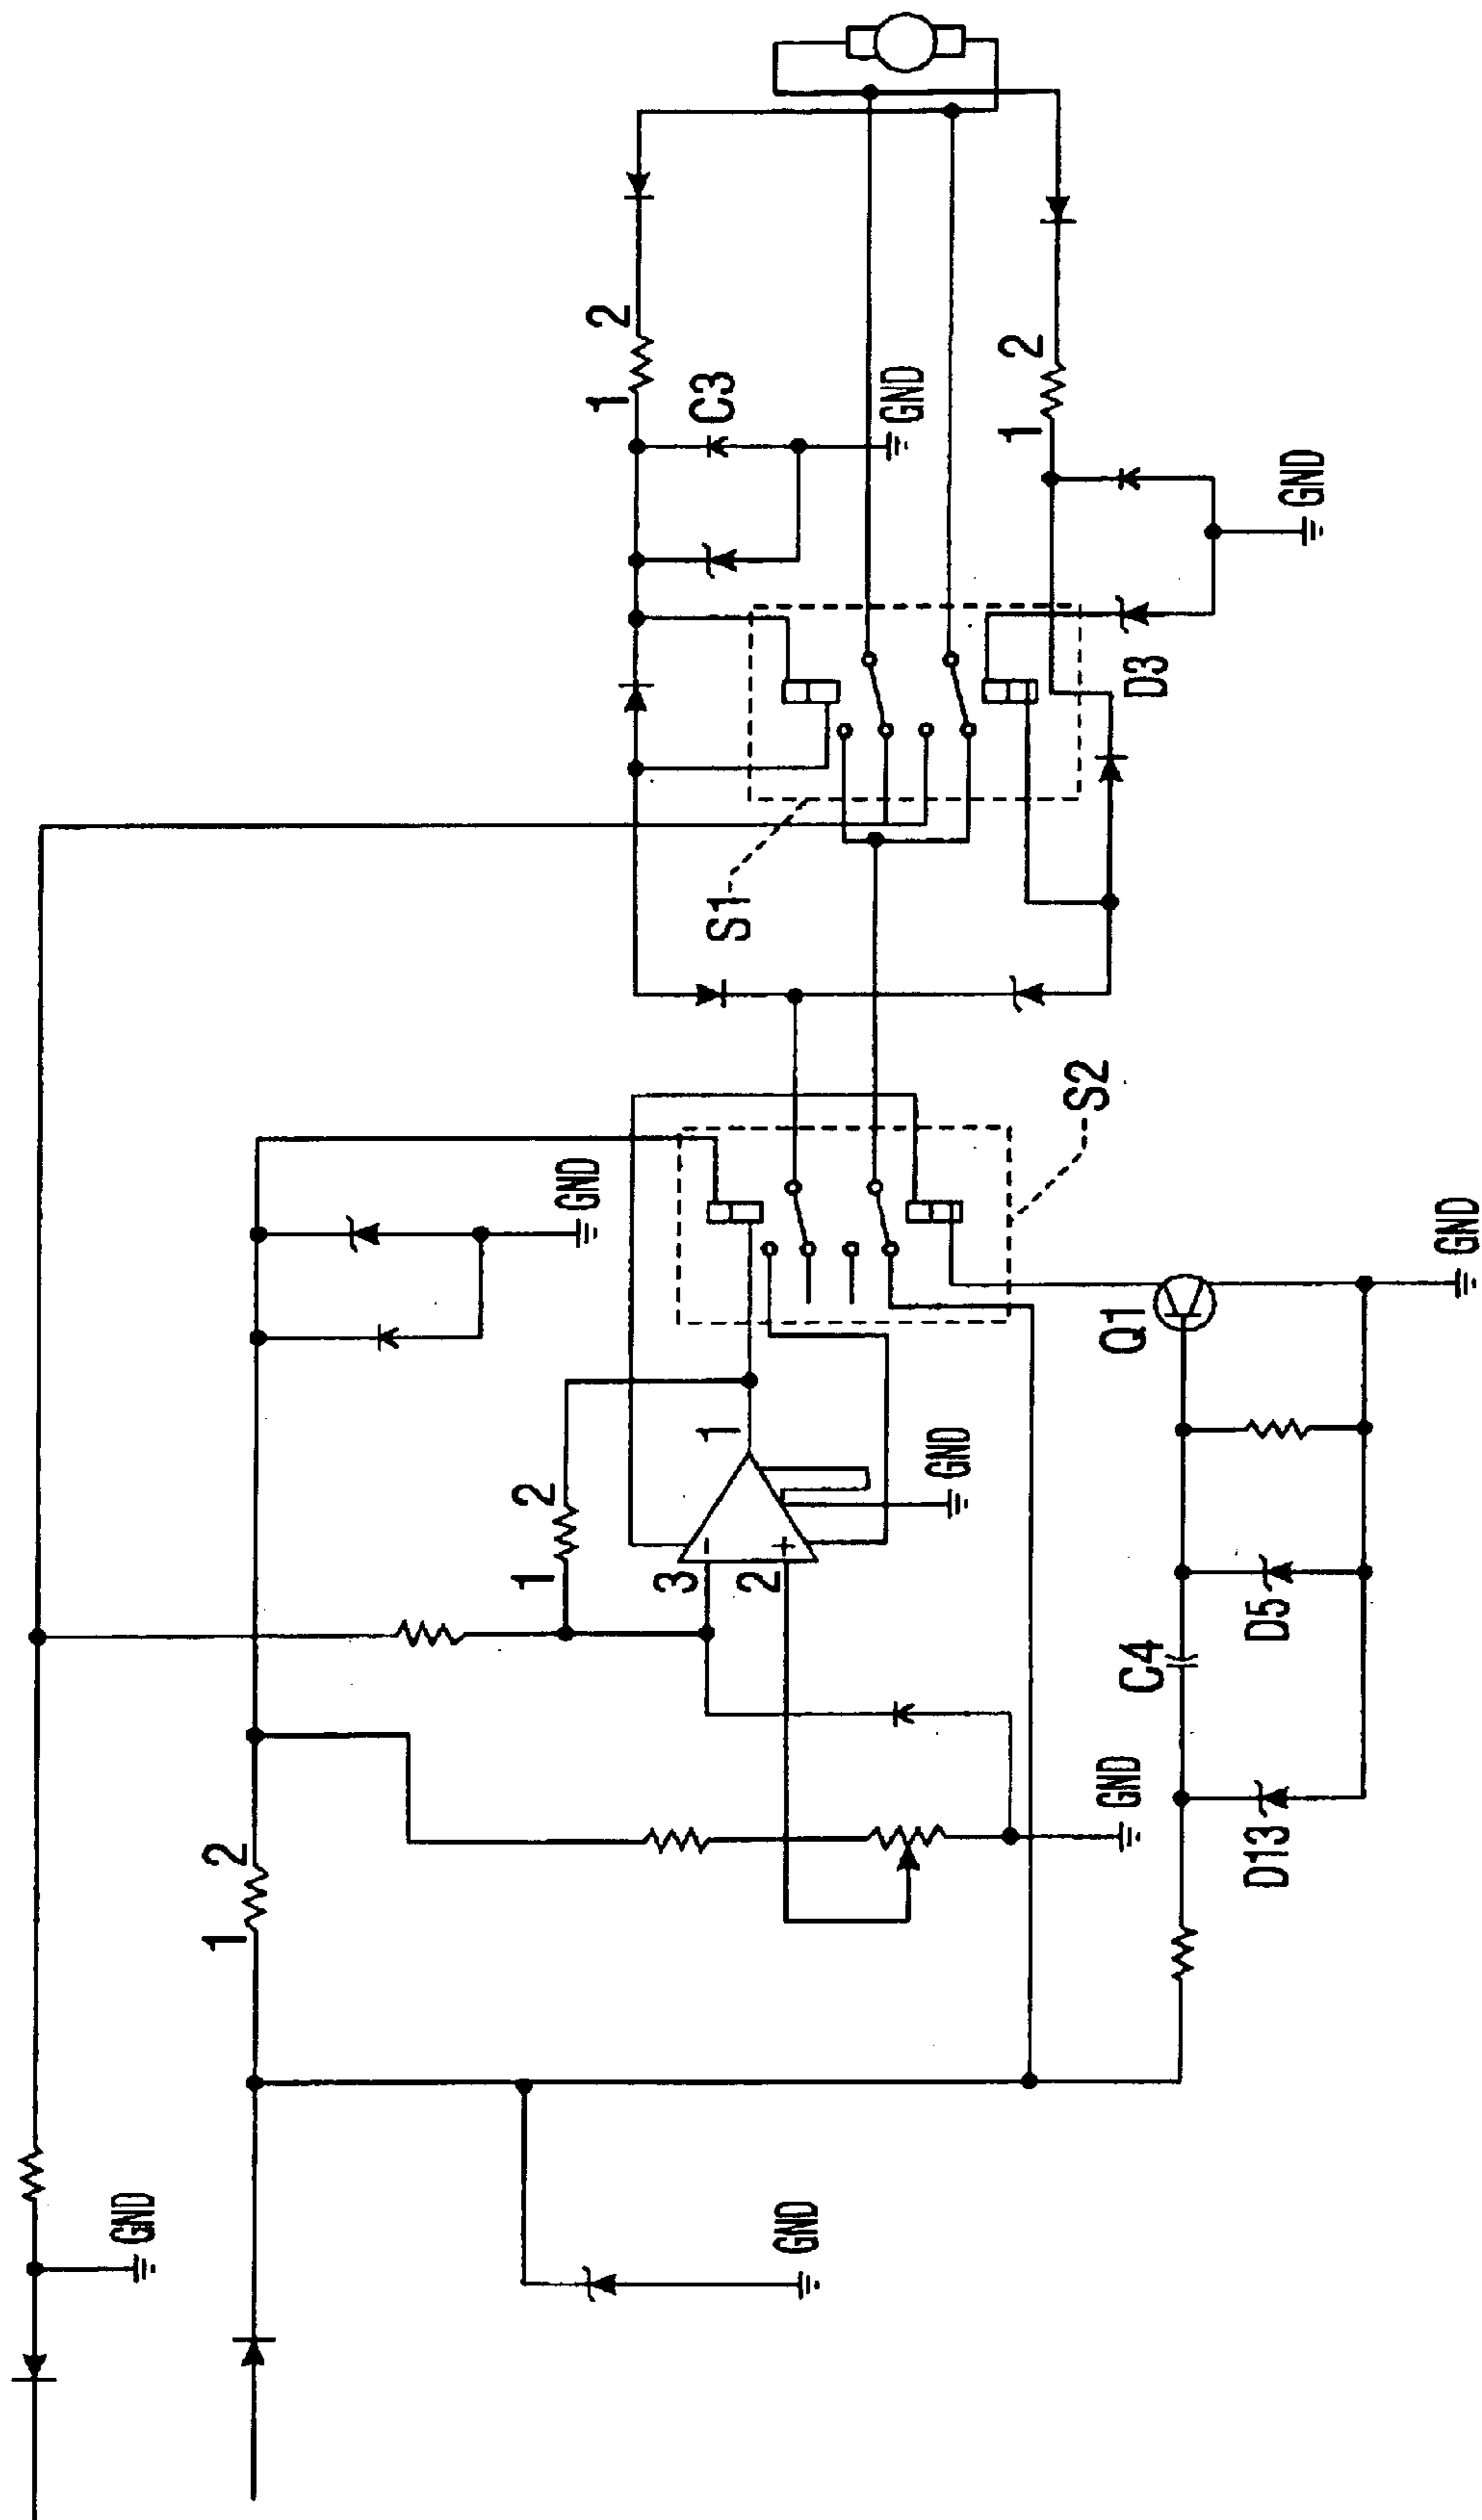 2
1
C3
GND
2
1
GND
D3
S1
S2
GND
GND
Q1
1
GND
2
1
3
-
2
+
D5
C4
GND
D13
2
1
GND
GND